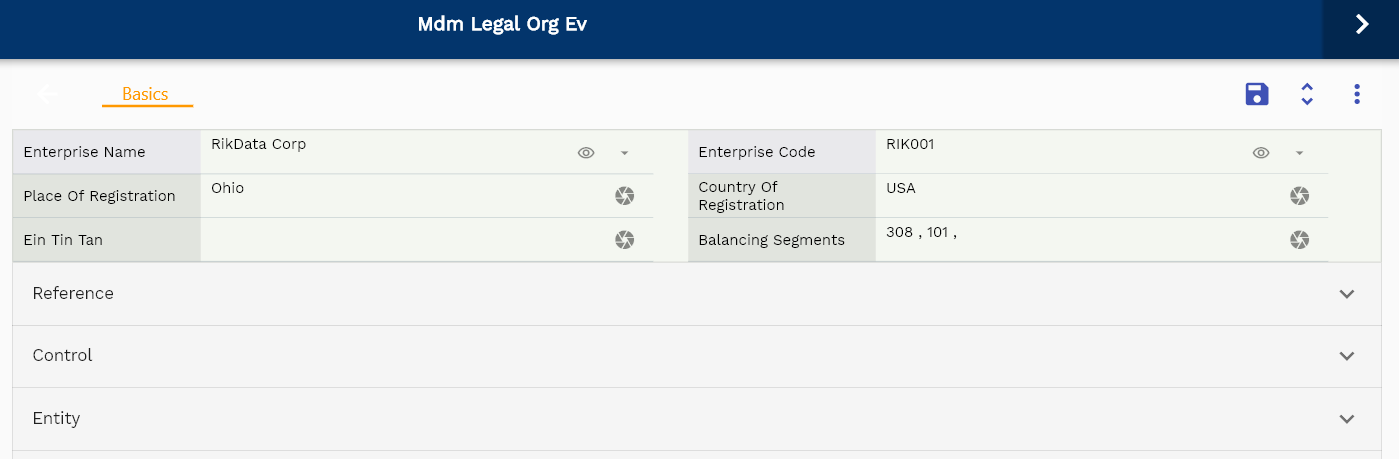 Mdm Legal Org Ev
Basics
Enterprise Name
RikData Corp
Enterprise Code
RIK001
Place Of Registration
Ohio
Country Of
Registration
USA
Ein Tin Tan
Balancing Segments
308 , 101 ,
Reference
Control
Entity